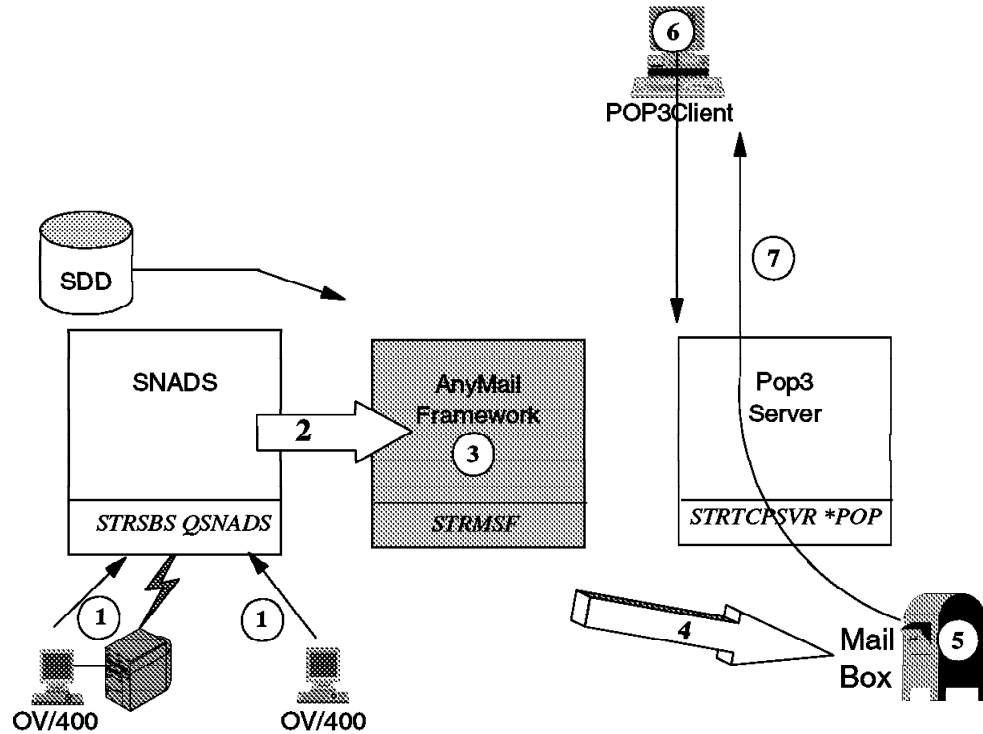 6
POP3Client
7
SDD
SNADS
2
STRSBS QSNADS
AnyMail
Framework
3
STRMSF
Pop3
Server
STRTCPSVR *POP
1
1
OV/400
OV/400
4
Mail
Box
5